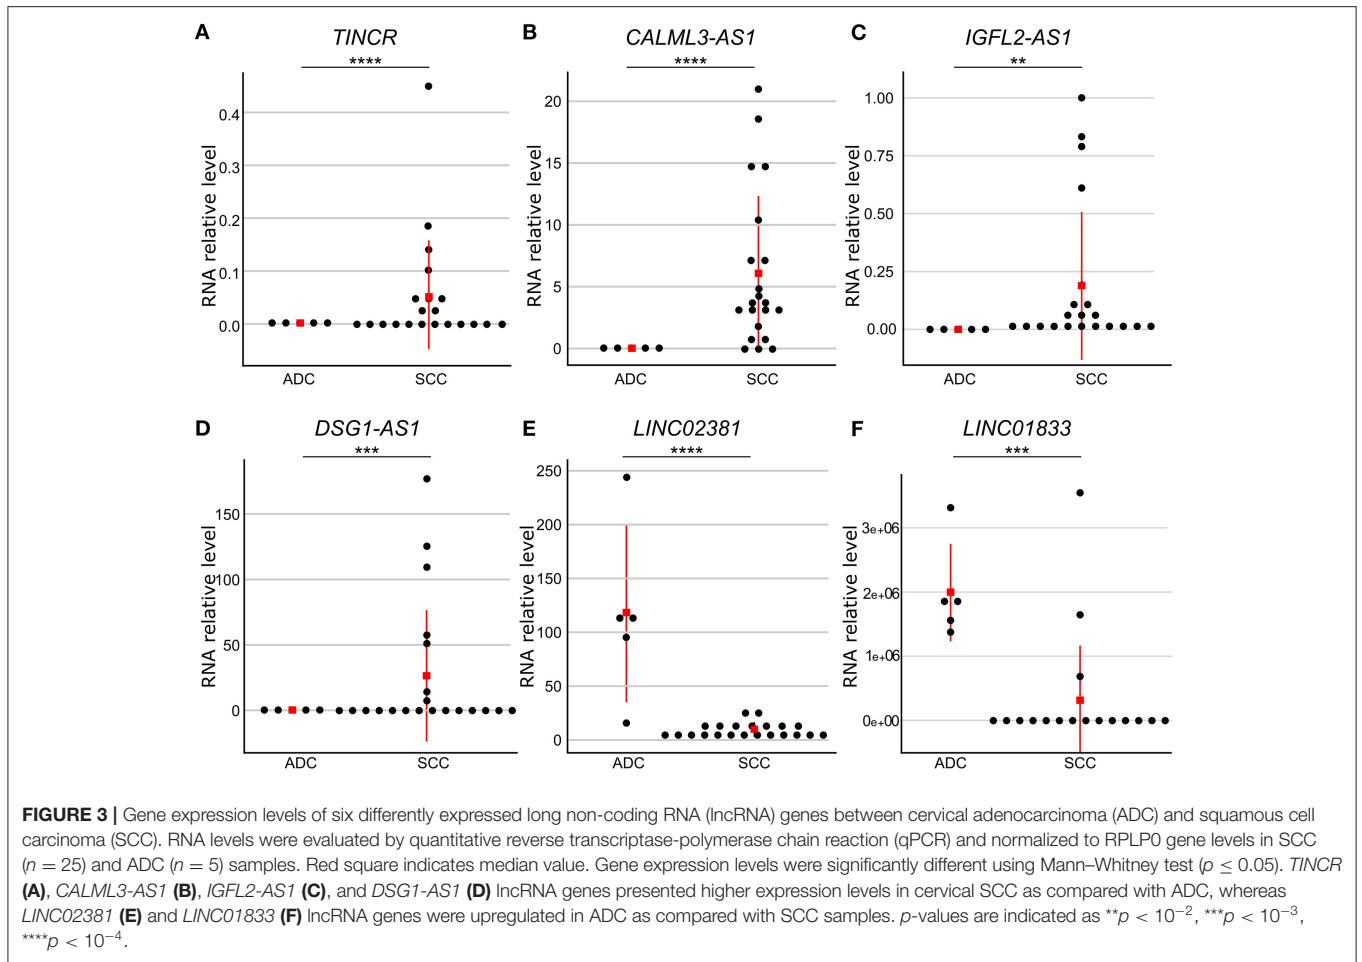 A
TINCR
****
RNA relative level
0.4
0.3
0.2
0.1
0.0
ADC
SCC
B
CALML3-AS1
****
RNA relative level
20
15
10
5
0
ADC
SCC
C
IGFL2-AS1
**
RNA relative level
1.00
0.75
0.50
0.25
0.00
ADC
SCC
D
DSG1-AS1
***
RNA relative level
150
100
50
0
ADC
SCC
E
LINC02381
****
RNA relative level
250
200
150
100
50
0
ADC
SCC
F
LINC01833
***
RNA relative level
3e+06
2e+06
1e+06
0e+00
ADC
SCC
FIGURE 3 | Gene expression levels of six differently expressed long non-coding RNA (lncRNA) genes between cervical adenocarcinoma (ADC) and squamous cell
carcinoma (SCC). RNA levels were evaluated by quantitative reverse transcriptase-polymerase chain reaction (qPCR) and normalized to RPLP0 gene levels in SCC
(n = 25) and ADC (n = 5) samples. Red square indicates median value. Gene expression levels were significantly different using Mann–Whitney test (p ≤ 0.05). TINCR
(A), CALML3-AS1 (B), IGFL2-AS1 (C), and DSG1-AS1 (D) lncRNA genes presented higher expression levels in cervical SCC as compared with ADC, whereas
LINC02381 (E) and LINC01833 (F) lncRNA genes were upregulated in ADC as compared with SCC samples. p-values are indicated as **p < 10⁻², ***p < 10⁻³,
****p < 10⁻⁴.